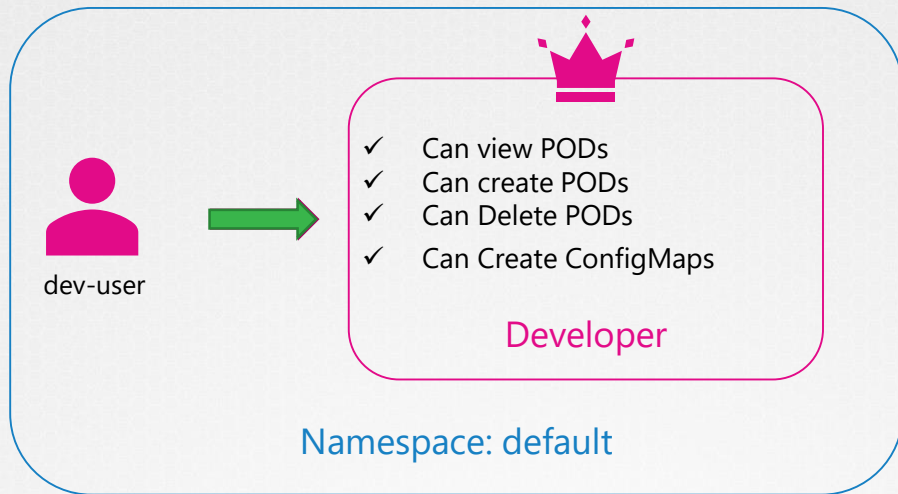 ✓ Can view PODs
✓ Can create PODs
✓ Can Delete PODs
✓ Can Create ConfigMaps
dev-user
Developer
Namespace: default